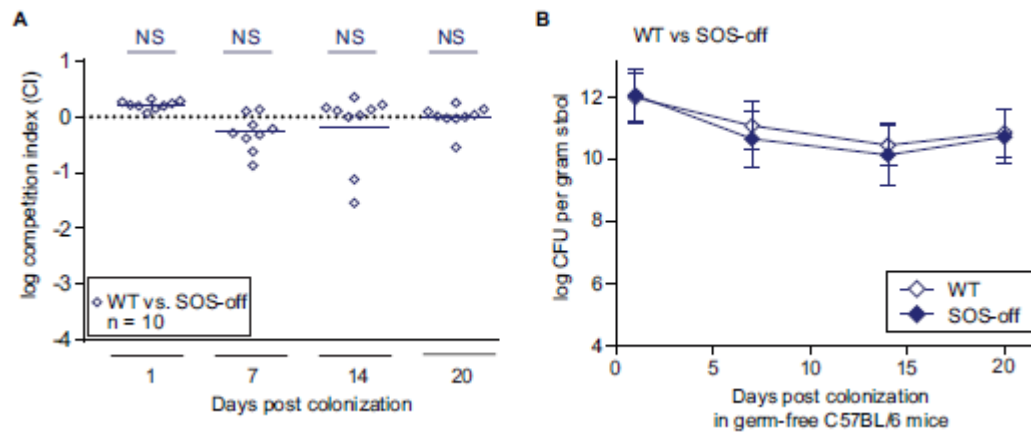 A
NS NS NS NS
1
0
-1
-2
-3
-4
log competition index (CI)
WT vs. SOS-off
n = 10
1 7 14 20
Days post colonization
B
WT vs SOS-off
12
10
8
6
4
log CFU per gram stool
WT
SOS-off
0 5 10 15 20
Days post colonization
in germ-free C57BL/6 mice